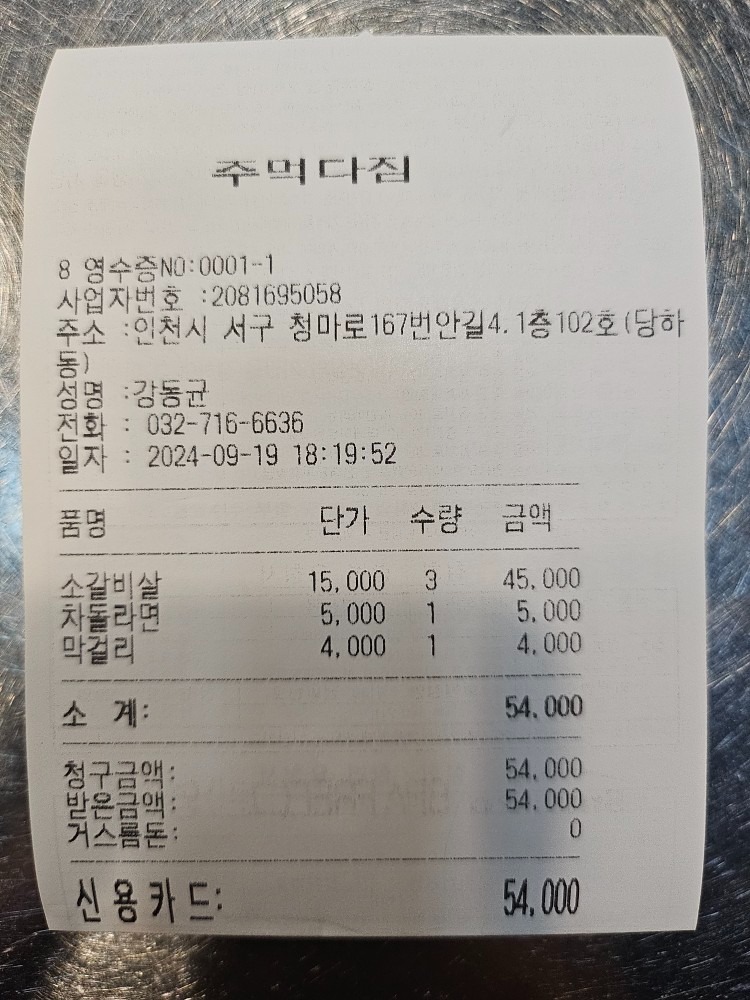 주먹다짐
8 영수증NO:0001-1
사업자번호 :2081695058
주소 :인천시 서구 청마로167번안길4. 1층102호(당하
동)
성명 :강동균
전화 : 032-716-6636
일자 : 2024-09-19 18:19:52
품명 단가 수량 금액
소갈비살 15,000 3 45,000
차돌라면 5,000 1 5,000
막걸리 4,000 1 4,000
소 계: 54,000
청구금액: 54,000
받은금액: 54,000
거스름돈: 0
신용카드: 54,000